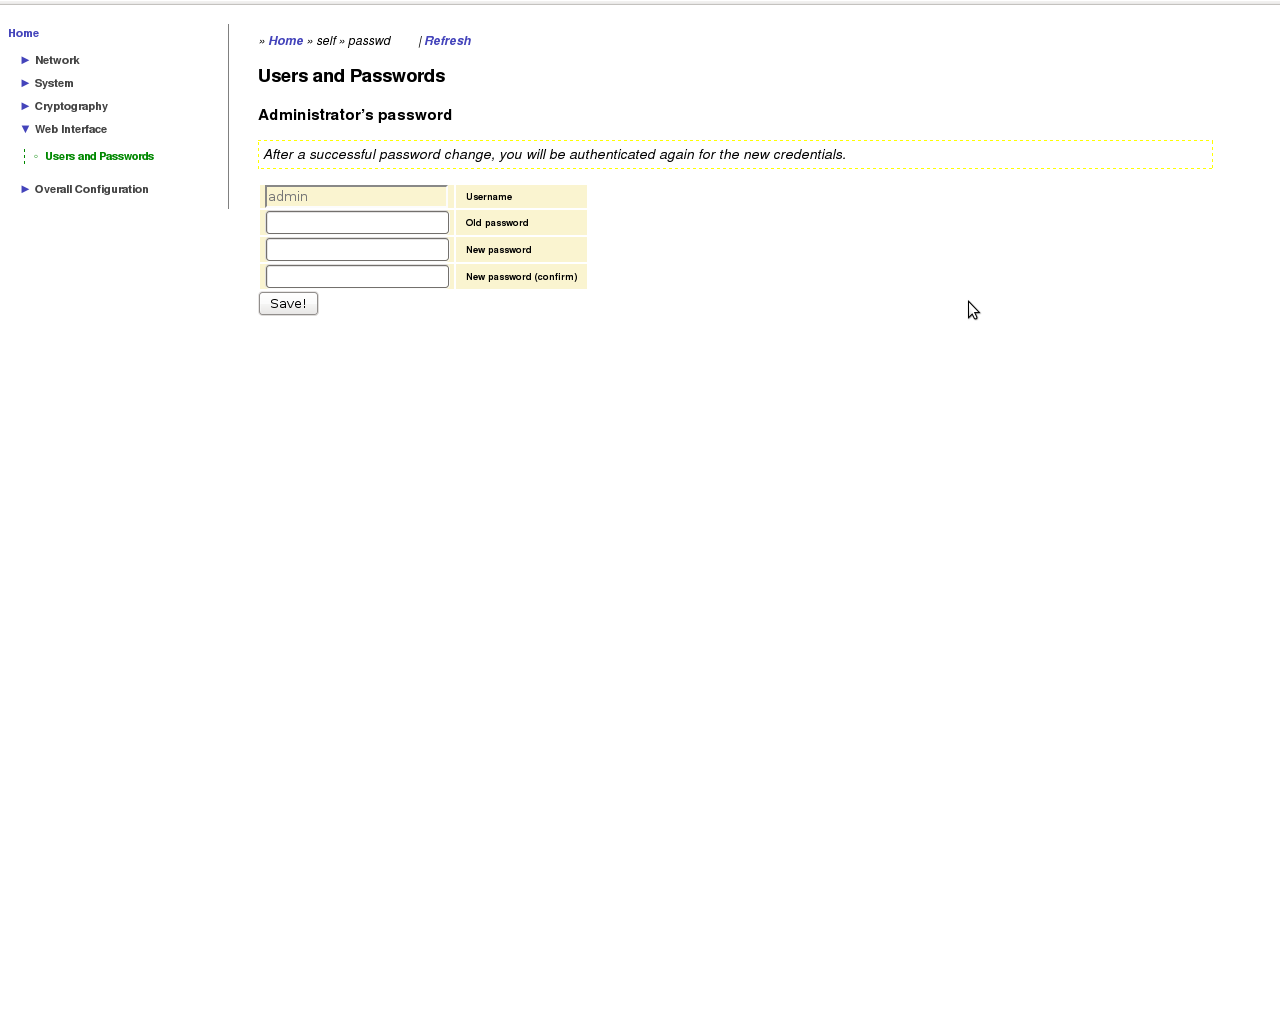 Home
Network
System
Cryptography
Web Interface
Users and Passwords
Overall Configuration
» Home » self » passwd | Refresh
Users and Passwords
Administrator's password
After a successful password change, you will be authenticated again for the new credentials.
admin Username
Old password
New password
New password (confirm)
Save!